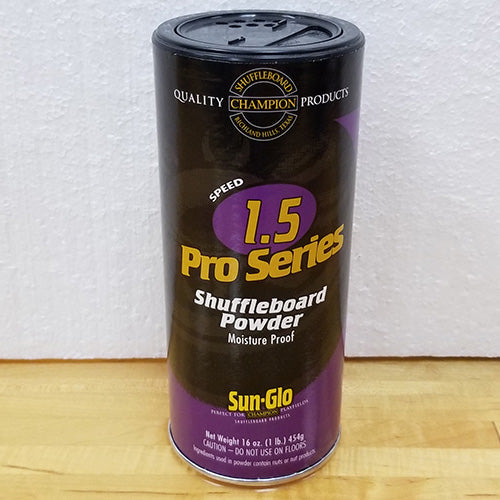 SHUFFLEBOARD
QUALITY CHAMPION PRODUCTS
RICHLAND HILLS, TEXAS
SPEED
1.5
Pro Series
Shuffleboard
Powder
Moisture Proof
Sun-Glo
PERFECT FOR CHAMPION PLAYFIELDS
SHUFFLEBOARD PRODUCTS
Net Weight 16 oz. (1 lb.) 454g
CAUTION – DO NOT USE ON FLOORS
Ingredients used in powder contain nuts or nut products